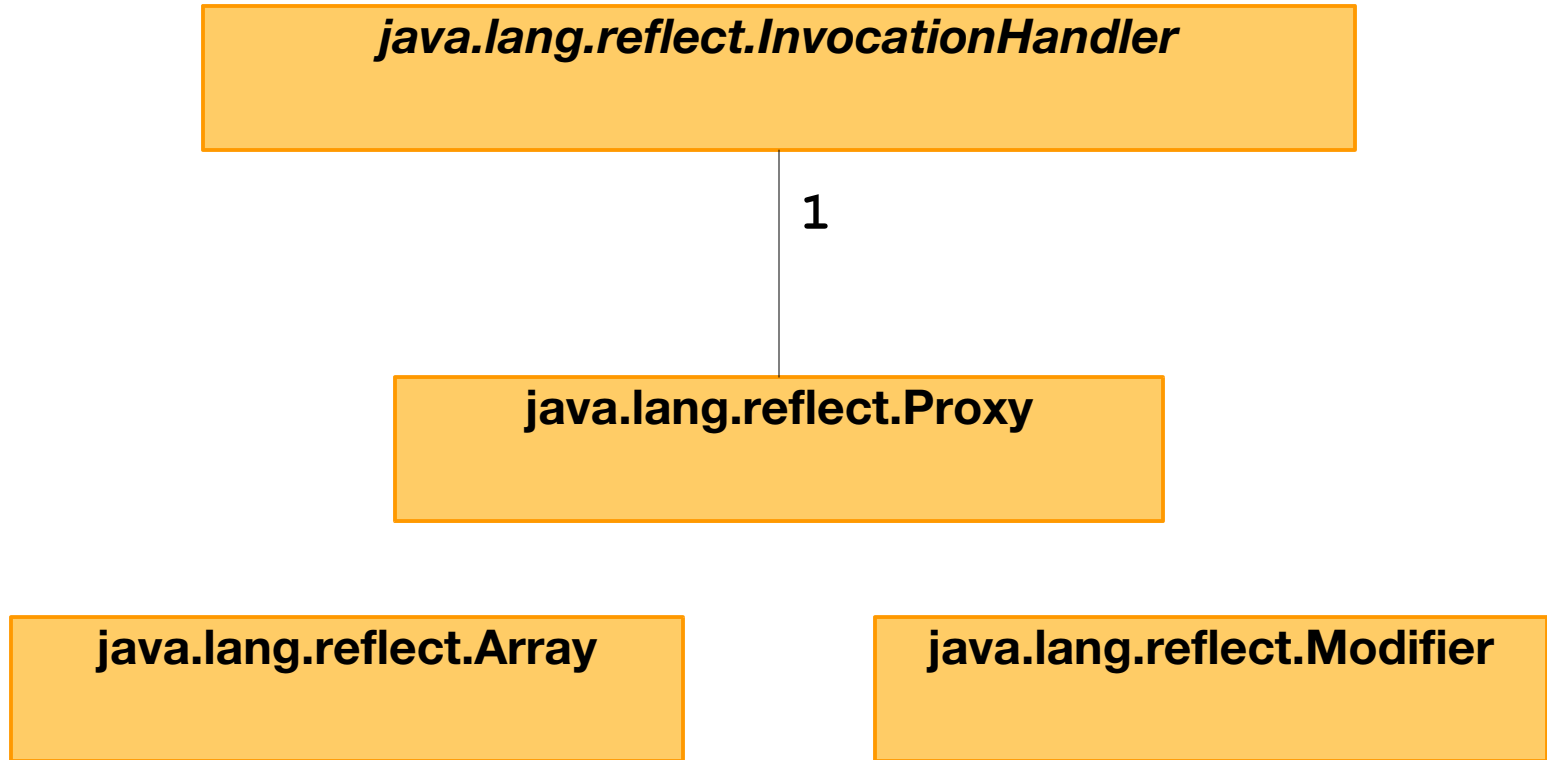 java.lang.reflect.InvocationHandler
1
java.lang.reflect.Proxy
java.lang.reflect.Array
java.lang.reflect.Modifier